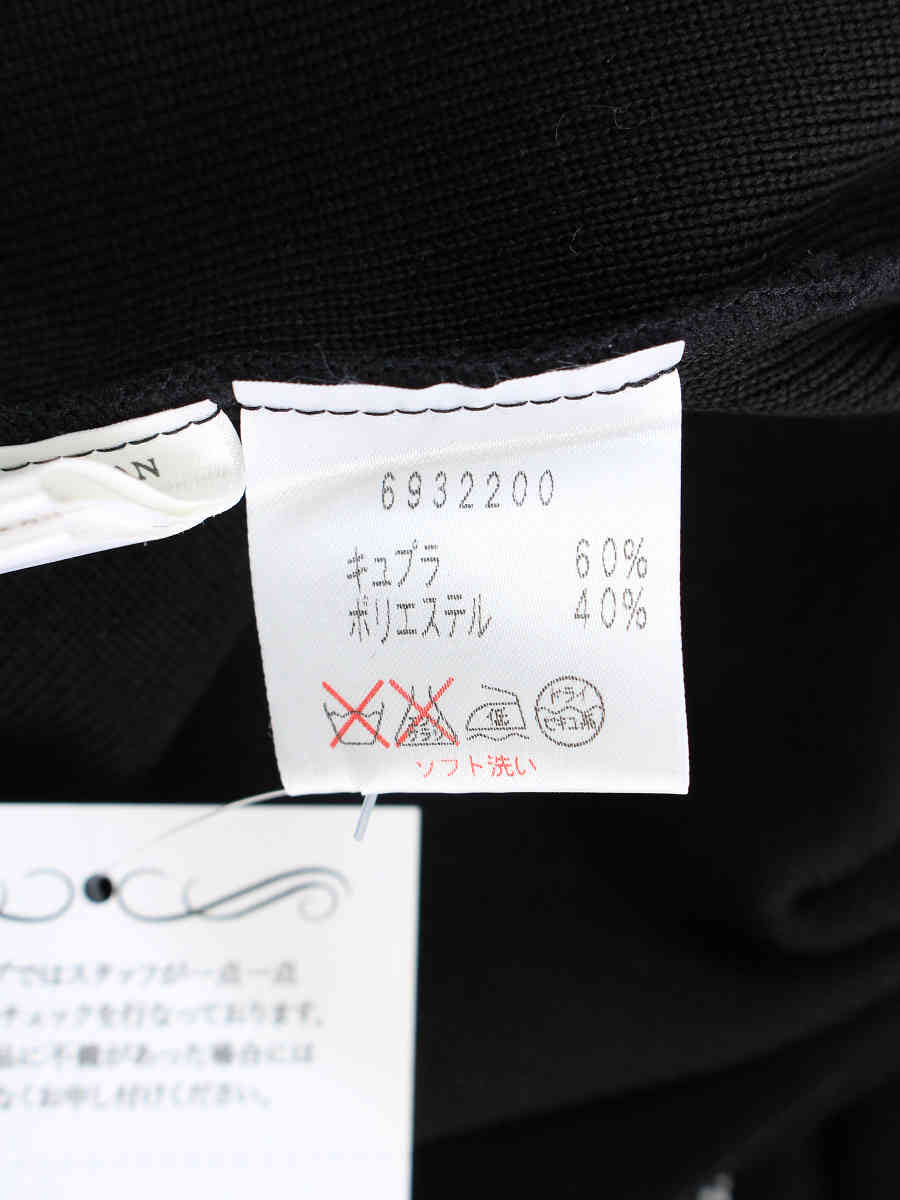 6932200
キュプラ 60%
ポリエステル 40%
低
ドライ
セキユ系
ソフト洗い
AN
ではスタッフが一点一点
チェックを行なっております。
品に不備があった場合には
なくお申し付けください。